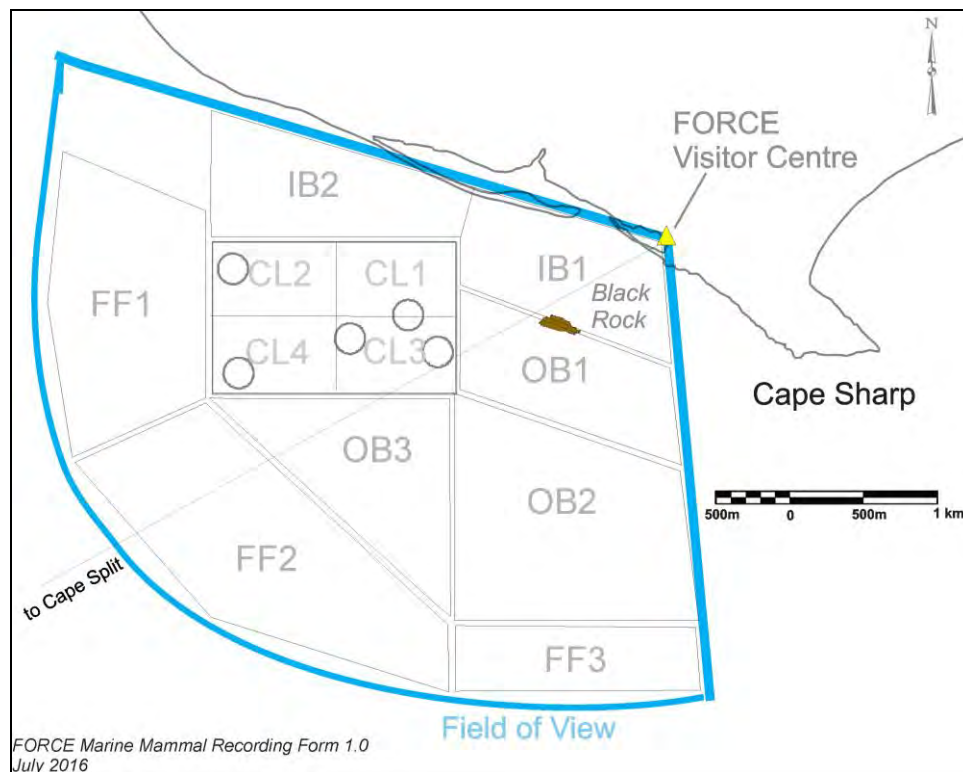 N
FORCE
Visitor Centre
IB2
IB1
CL2
CL1
Black
Rock
FF1
CL4
CL3
OB1
Cape Sharp
OB3
OB2
500m
0
500m
1 km
FF2
to Cape Split
FF3
Field of View
FORCE Marine Mammal Recording Form 1.0
July 2016